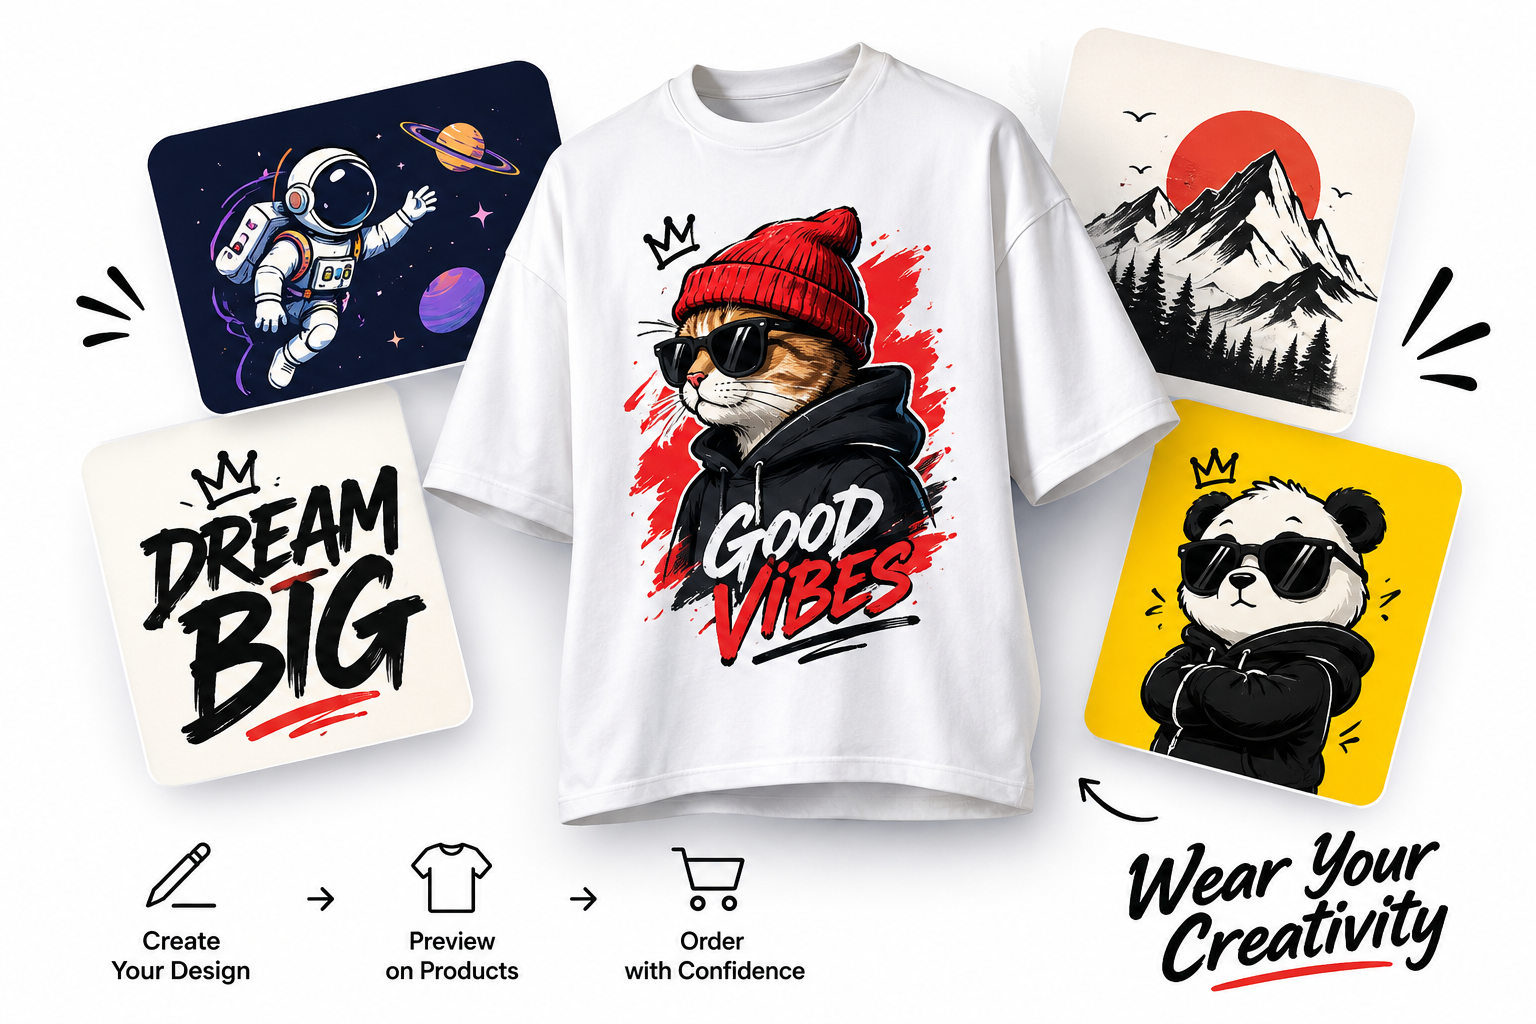 DREAM
BIG
GOOD
ViBES
Create
Your Design
Preview
on Products
Order
with Confidence
Wear Your
Creativity